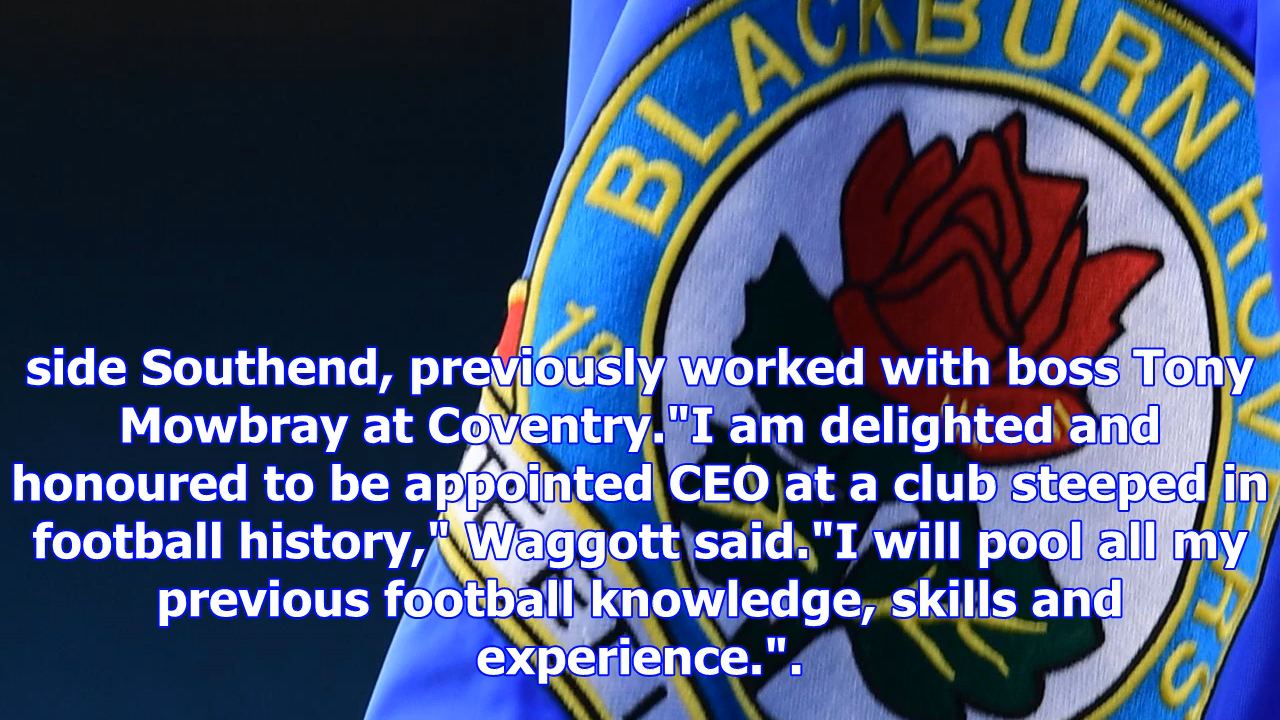 BLACKBURN ROVERS
side Southend, previously worked with boss Tony
Mowbray at Coventry."I am delighted and
honoured to be appointed CEO at a club steeped in
football history," Waggott said."I will pool all my
previous football knowledge, skills and
experience.".